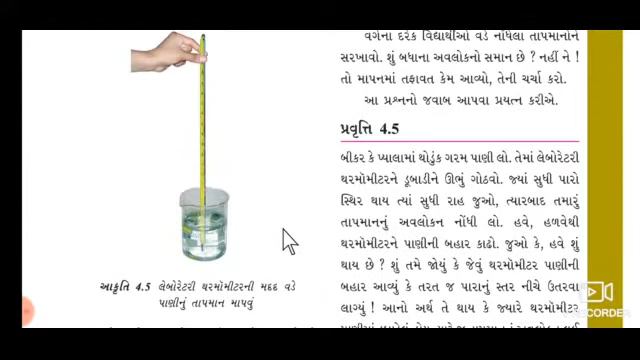 વર્ગના દરેક વિદ્યાર્થીઓ વડે નોંધેલા તાપમાનોને
સરખાવો. શું બધાના અવલોકનો સમાન છે ? નહીં ને !
તો માપનમાં તફાવત કેમ આવ્યો, તેની ચર્ચા કરો.
આ પ્રશ્નનો જવાબ આપવા પ્રયત્ન કરીએ.
પ્રવૃત્તિ 4.5
બીકર કે પ્યાલામાં થોડુંક ગરમ પાણી લો. તેમાં લેબોરેટરી
થરમૉમીટરને ડૂબાડીને ઊભું ગોઠવો. જ્યાં સુધી પારો
સ્થિર થાય ત્યાં સુધી રાહ જુઓ, ત્યારબાદ તમારું
તાપમાનનું અવલોકન નોંધી લો. હવે, હળવેથી
થરમૉમીટરને પાણીની બહાર કાઢો. જુઓ કે, હવે શું
થાય છે ? શું તમે જોયું કે જેવું થરમૉમીટર પાણીની
બહાર આવ્યું કે તરત જ પારાનું સ્તર નીચે ઉતરવા
લાગ્યું ! આનો અર્થ તે થાય કે જ્યારે થરમૉમીટર
આકૃતિ 4.5 લેબોરેટરી થરમૉમીટરની મદદ વડે
પાણીનું તાપમાન માપવું
RECORDER